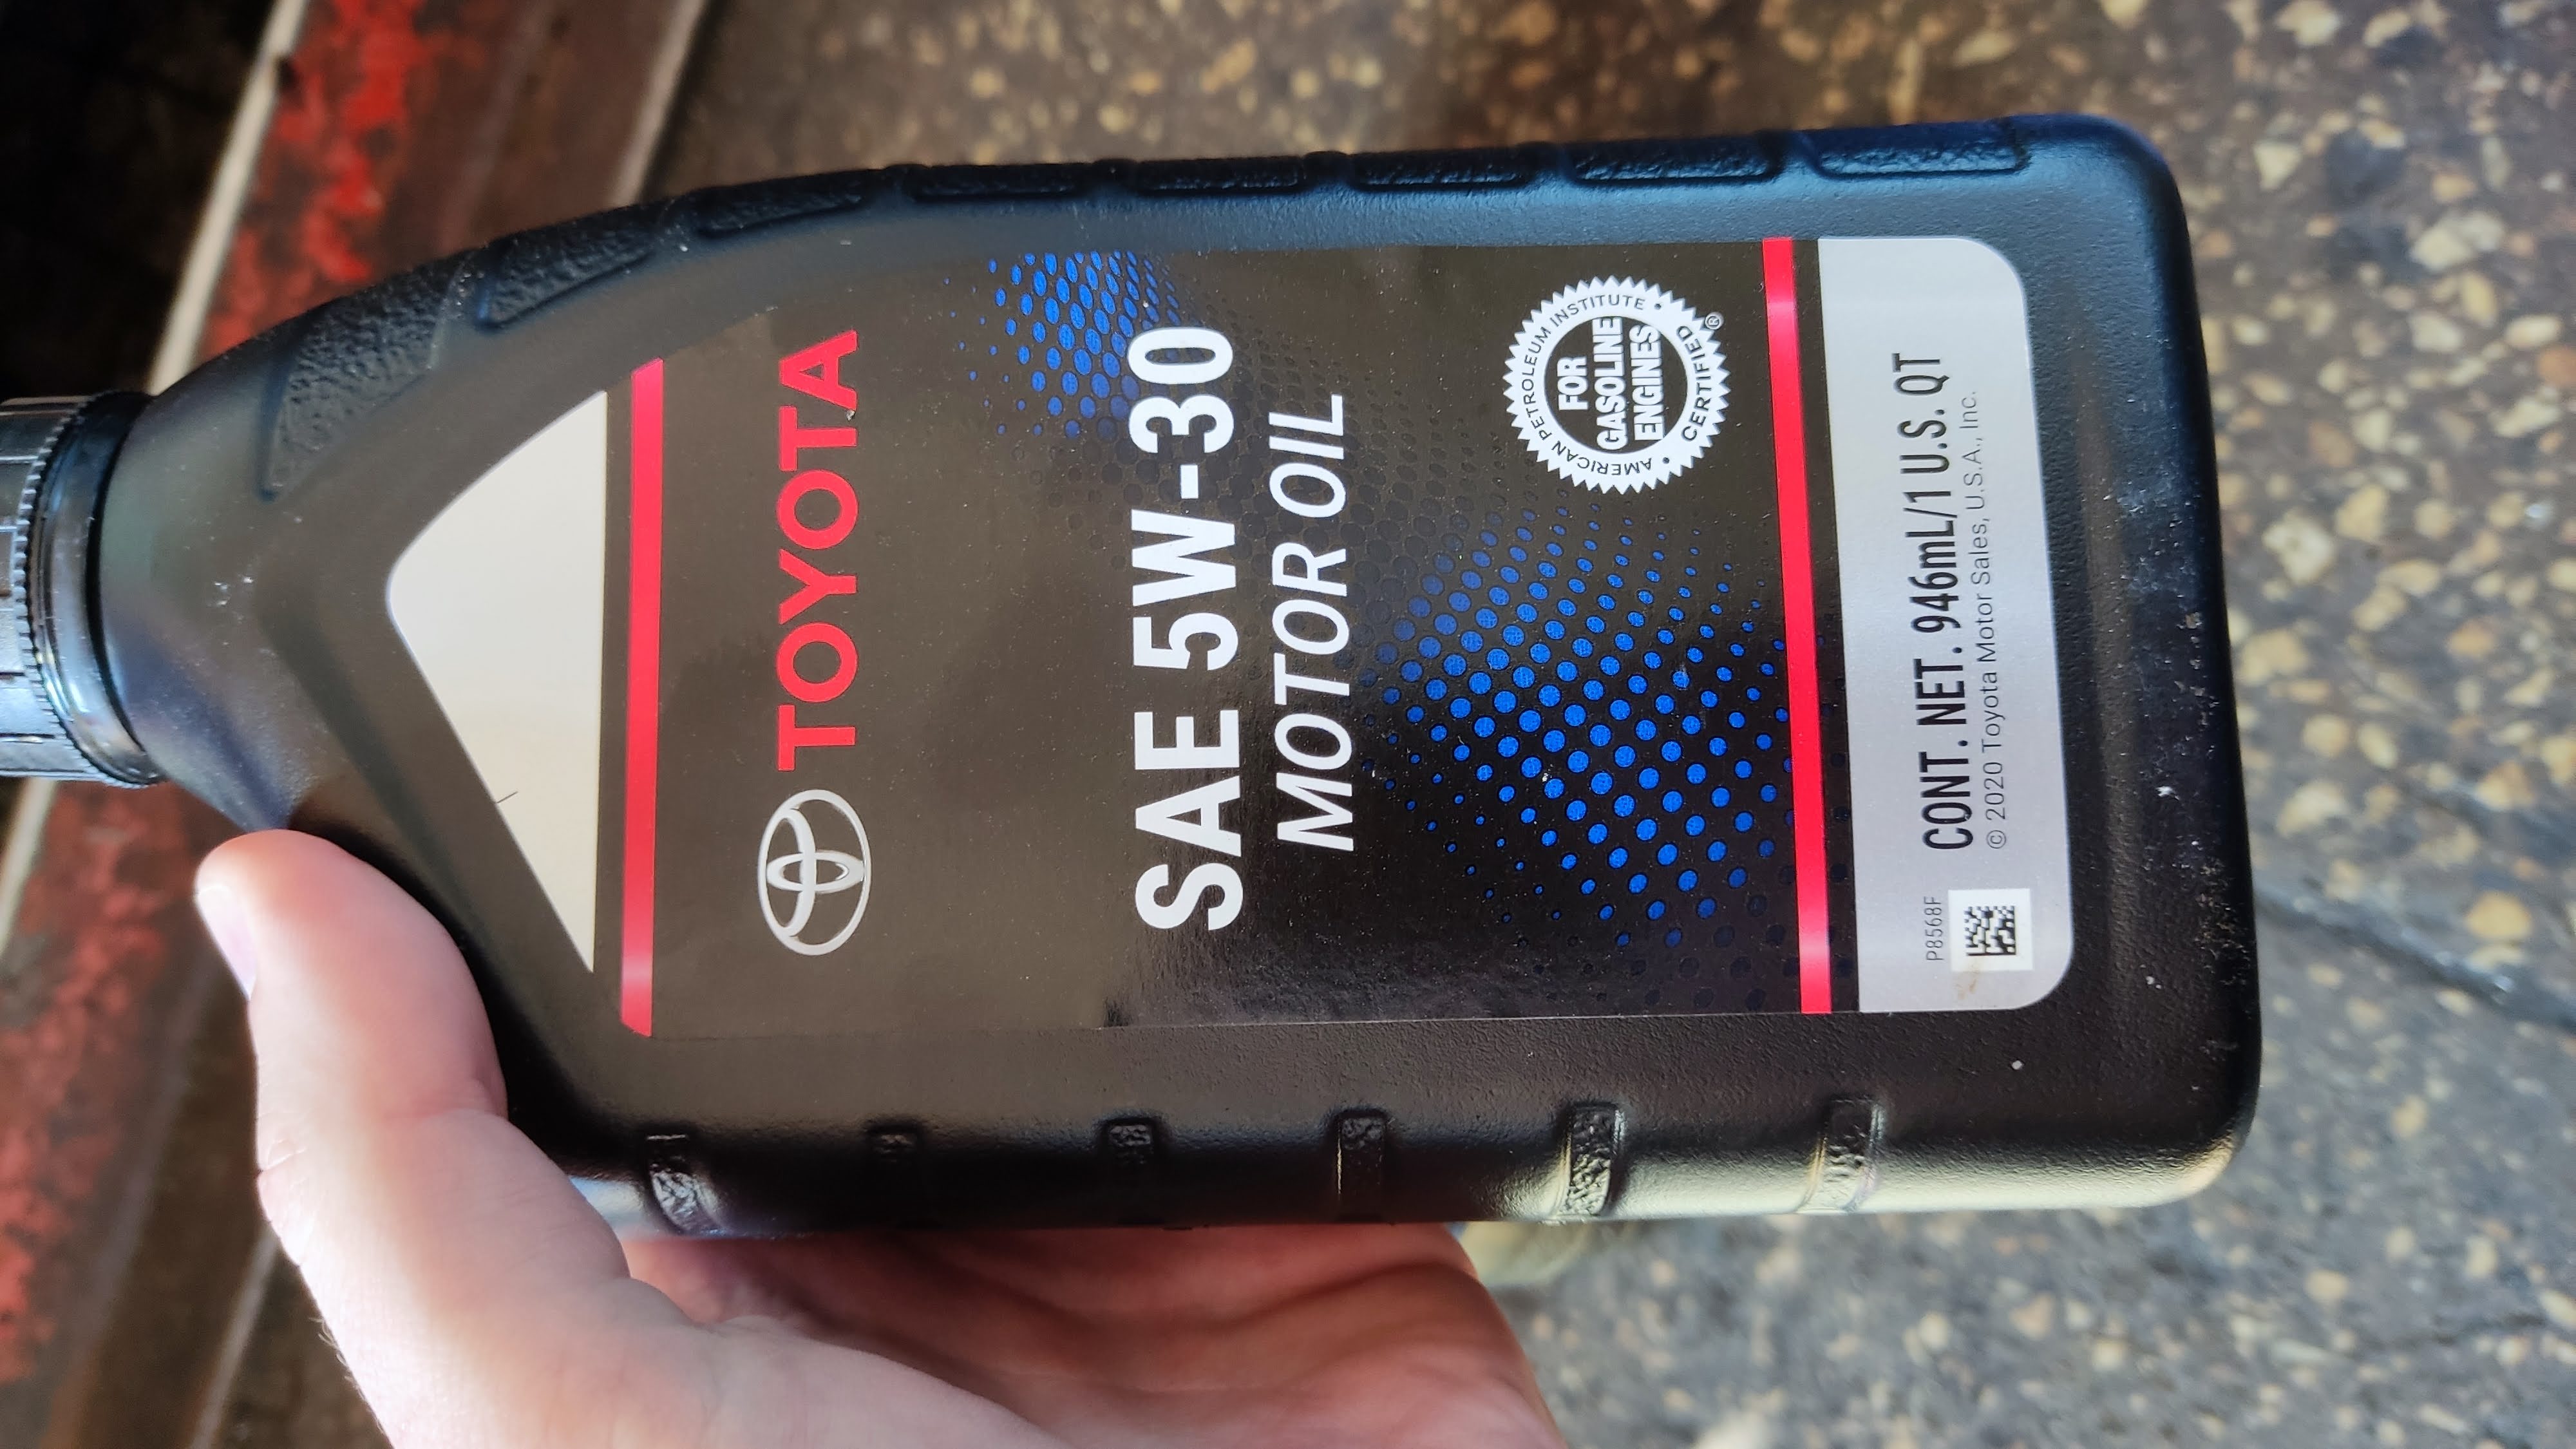 TOYOTA
SAE 5W-30
MOTOR OIL
AMERICAN PETROLEUM INSTITUTE
FOR
GASOLINE
ENGINES
CERTIFIED
®
P8568F
CONT. NET. 946mL/1 U.S. QT
© 2020 Toyota Motor Sales, U.S.A., Inc.